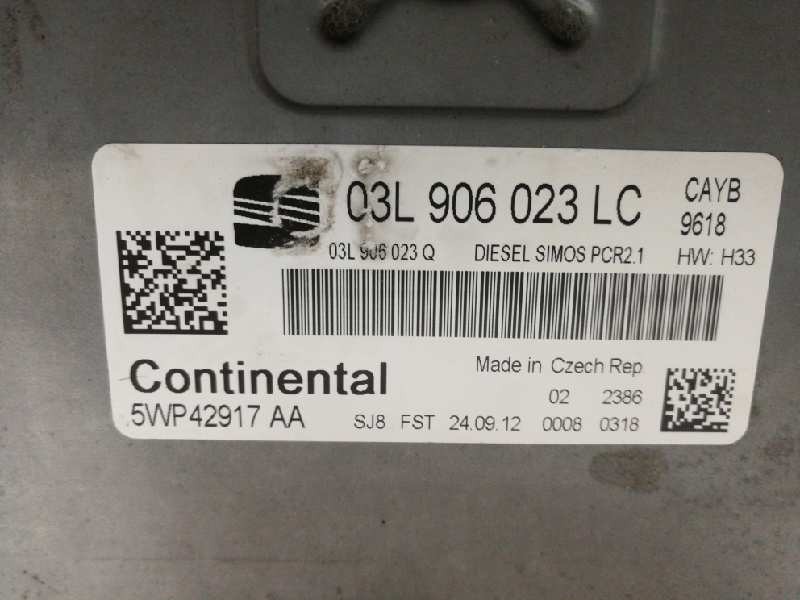 03L 906 023 LC CAYB
9618
03L 906 023 Q DIESEL SIMOS PCR2.1 HW: H33
Continental Made in Czech Rep
02 2386
5WP42917 AA SJ8 FST 24.09.12 0008 0318